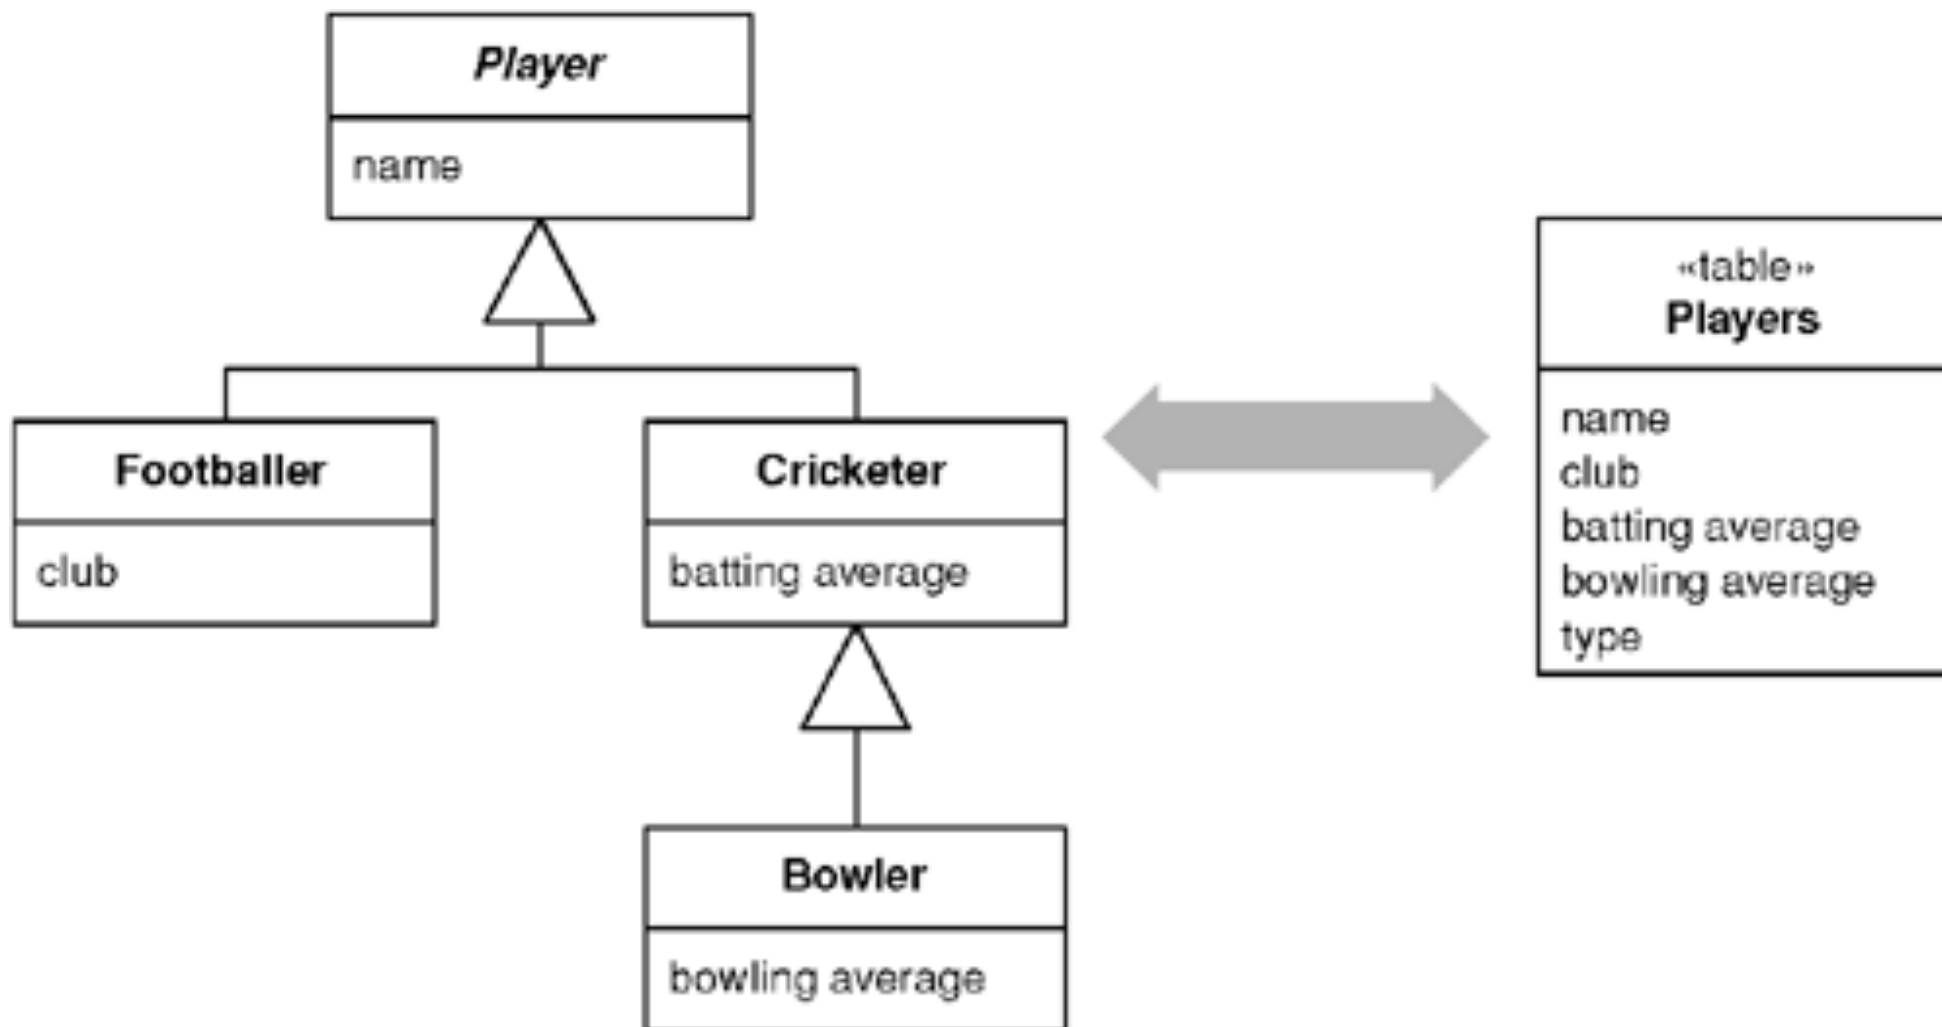 Player
name
«table»
Players
name
club
batting average
bowling average
type
Footballer
club
Cricketer
batting average
Bowler
bowling average